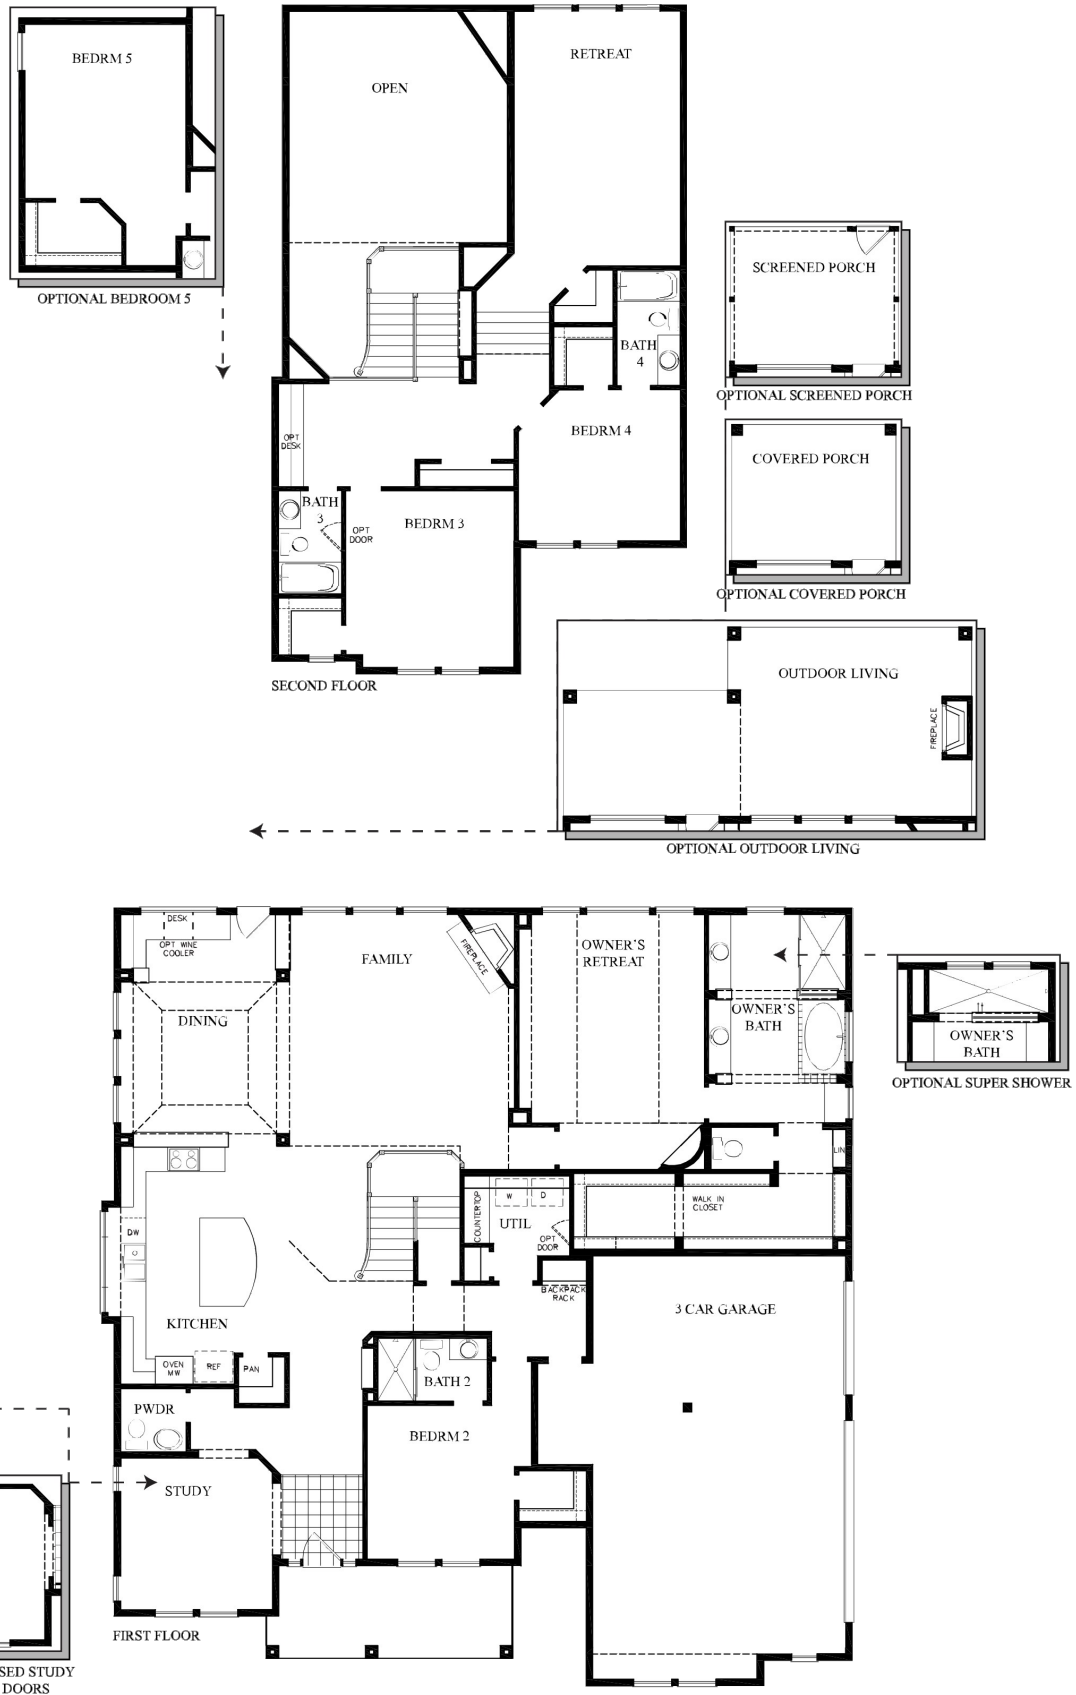 BEDRM 5
OPTIONAL BEDROOM 5
OPEN
RETREAT
BATH
4
BEDRM 4
OPT
DESK
BATH
3
OPT
DOOR
BEDRM 3
SECOND FLOOR
SCREENED PORCH
OPTIONAL SCREENED PORCH
COVERED PORCH
OPTIONAL COVERED PORCH
OUTDOOR LIVING
FIREPLACE
OPTIONAL OUTDOOR LIVING
DESK
OPT WINE
COOLER
FAMILY
FIREPLACE
OWNER'S
RETREAT
DINING
OWNER'S
BATH
OWNER'S
BATH
OPTIONAL SUPER SHOWER
LIN
WALK IN
CLOSET
COUNTERTOP
W
D
UTIL
OPT
DOOR
DW
BACKPACK
RACK
3 CAR GARAGE
KITCHEN
OVEN
MW
REF
PAN
BATH 2
PWDR
BEDRM 2
STUDY
FIRST FLOOR
SED STUDY
DOORS